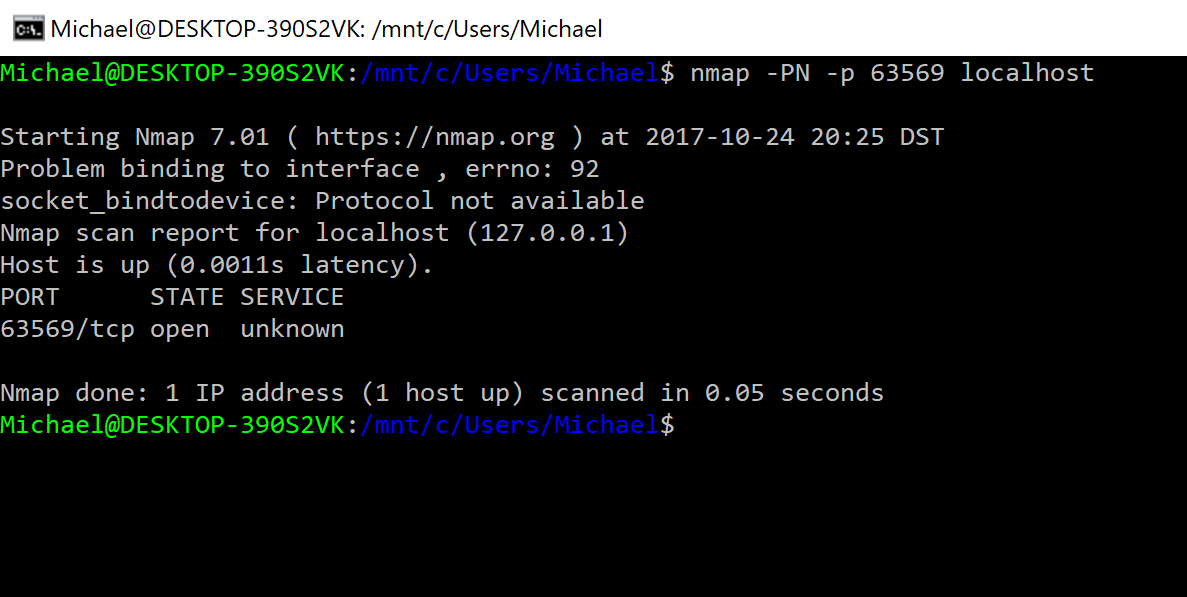 Michael@DESKTOP-390S2VK: /mnt/c/Users/Michael
Michael@DESKTOP-390S2VK:/mnt/c/Users/Michael$ nmap -PN -p 63569 localhost
Starting Nmap 7.01 ( https://nmap.org ) at 2017-10-24 20:25 DST
Problem binding to interface , errno: 92
socket_bindtodevice: Protocol not available
Nmap scan report for localhost (127.0.0.1)
Host is up (0.0011s latency).
PORT      STATE SERVICE
63569/tcp open  unknown
Nmap done: 1 IP address (1 host up) scanned in 0.05 seconds
Michael@DESKTOP-390S2VK:/mnt/c/Users/Michael$